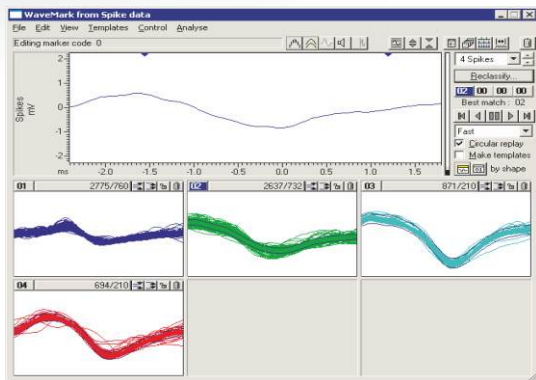 WaveMark from Spike data
File Edit View Templates Control Analyse
Editing marker code 0
4 Spikes
Reclassify...
02 00 00 00
Best match : 02
Fast
Circular replay
Make templates
by shape
2
1
0
-1
-2
Spikes
mV
ms -2.0 -1.5 -1.0 -0.5 0.0 0.5 1.0 1.5
01 2775/760
02 2637/732
03 871/210
04 694/210